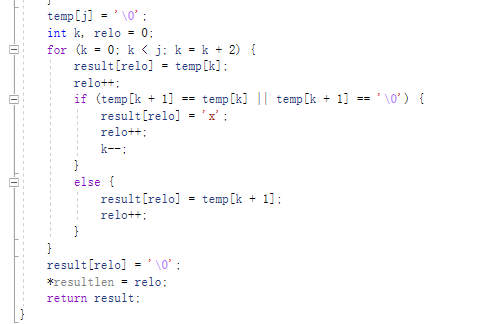 }
temp[j] = '\0';
int k, relo = 0;
for (k = 0; k < j; k = k + 2) {
result[relo] = temp[k];
relo++;
if (temp[k + 1] == temp[k] || temp[k + 1] == '\0') {
result[relo] = 'x';
relo++;
k--;
}
else {
result[relo] = temp[k + 1];
relo++;
}
}
result[relo] = '\0';
*resultlen = relo;
return result;
}